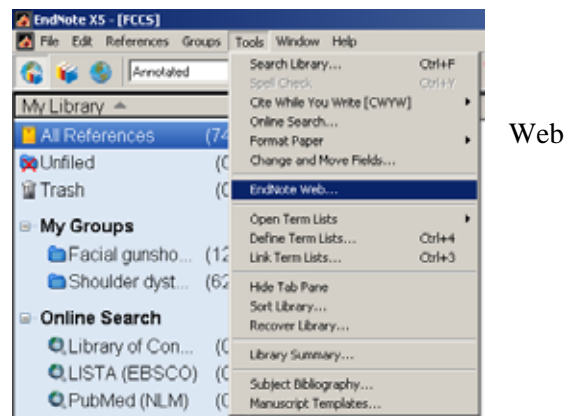 EndNote X5 - [FCCS]
File Edit References Groups Tools Window Help
Annotated
My Library
All References (74
Unfiled (0
Trash (0
My Groups
Facial gunsho... (12
Shoulder dyst... (62
Online Search
Library of Con... (0
LISTA (EBSCO) (0
PubMed (NLM) (0
Search Library... Ctrl+F
Spell Check Ctrl+Y
Cite While You Write [CWYW]
Online Search...
Format Paper
Change and Move Fields...
EndNote Web...
Open Term Lists
Define Term Lists... Ctrl+4
Link Term Lists... Ctrl+3
Hide Tab Pane
Sort Library...
Recover Library...
Library Summary...
Subject Bibliography...
Manuscript Templates...
Web